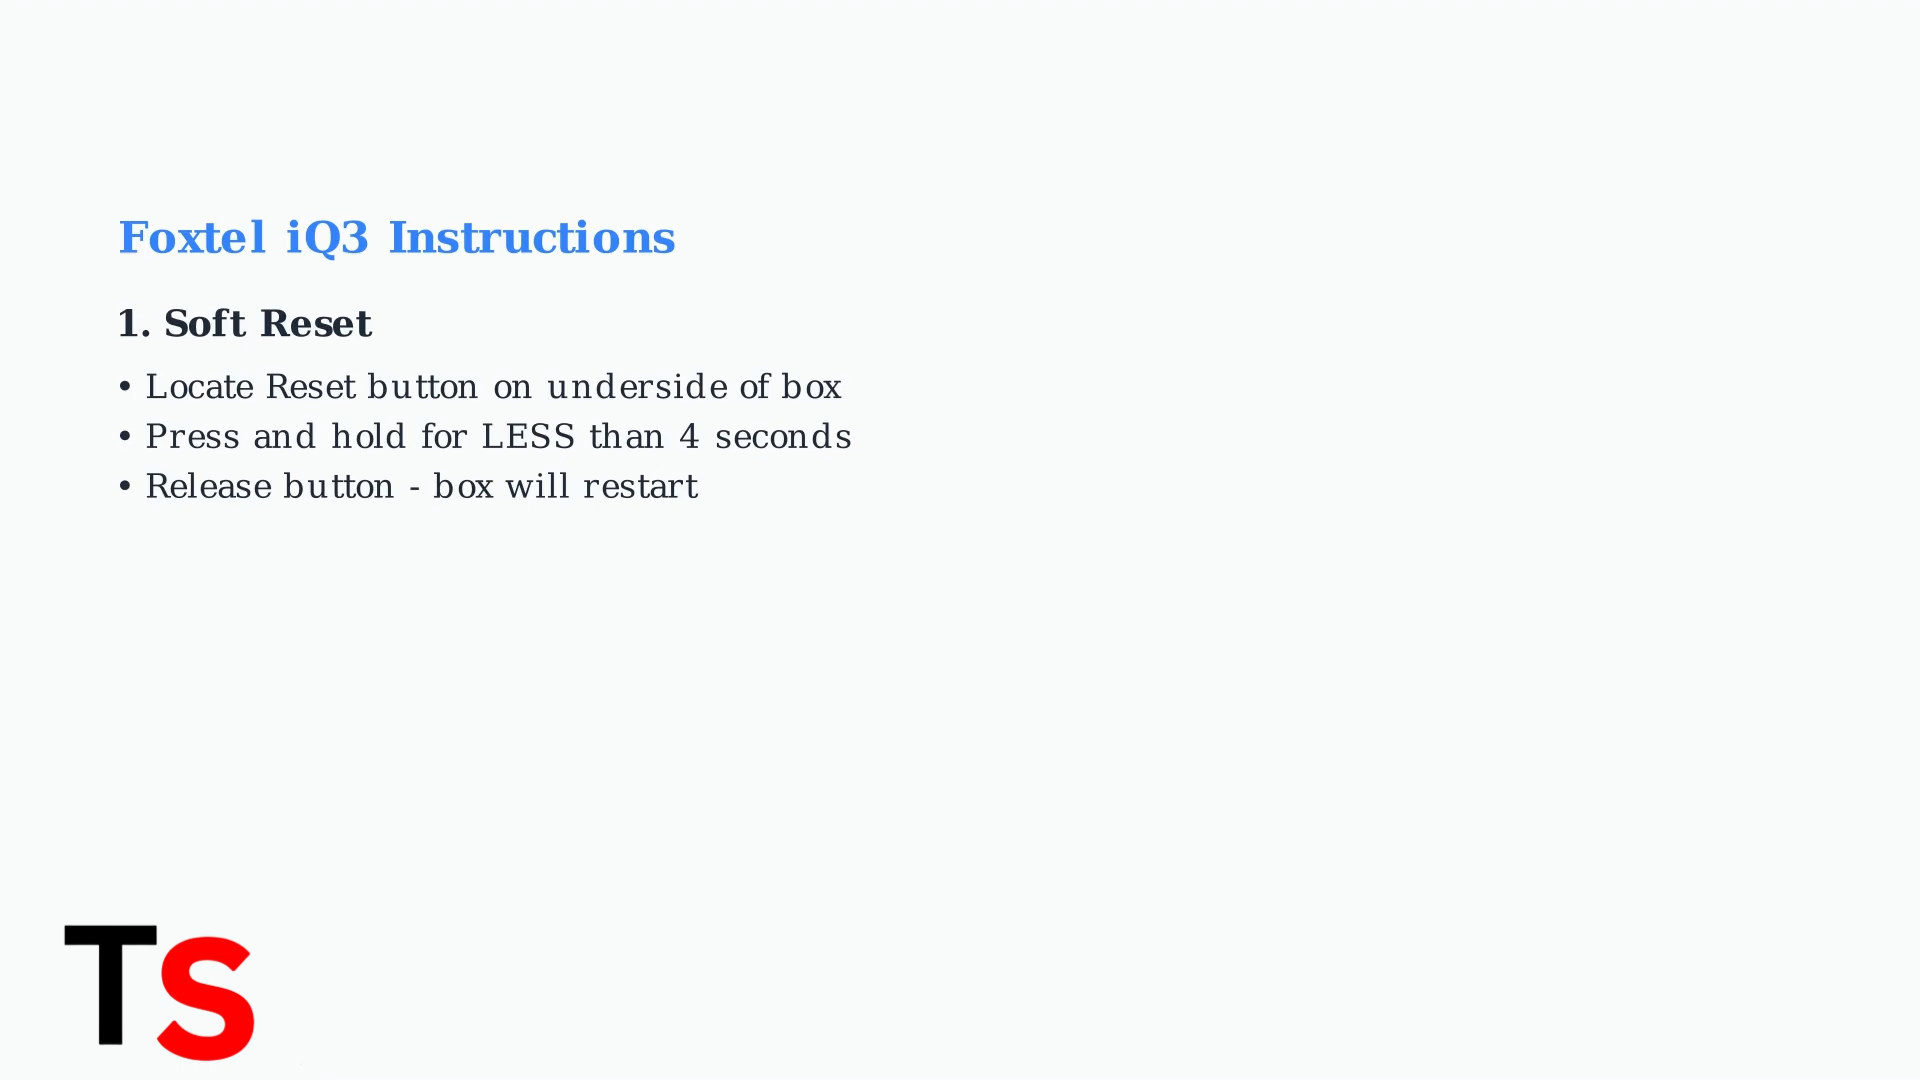 Foxtel iQ3 Instructions
1. Soft Reset
• Locate Reset button on underside of box
• Press and hold for LESS than 4 seconds
• Release button - box will restart
TS